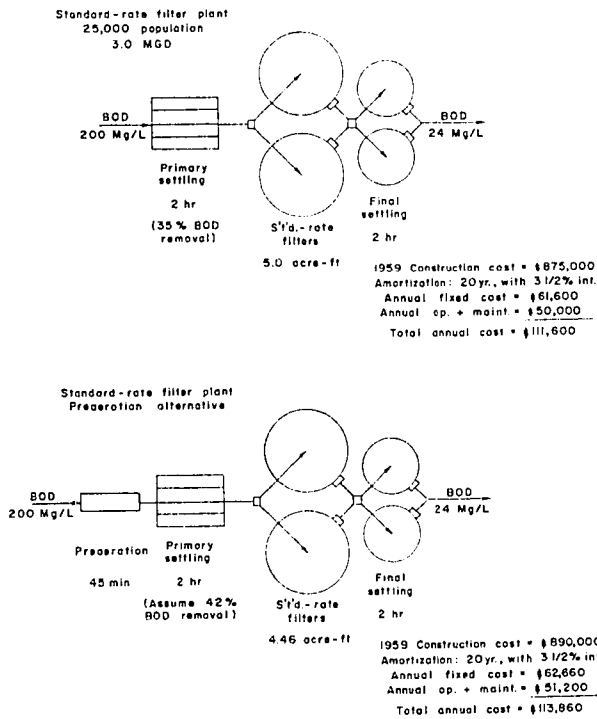 Standard-rate filter plant
25,000 population
3.0 MGD
BOD
200 Mg/L
BOD
24 Mg/L
Primary
settling
2 hr
(35% BOD
removal)
S't'd.-rate
filters
5.0 acre-ft
Final
settling
2 hr
1959 Construction cost = $875,000
Amortization: 20 yr., with 3 1/2% int.
Annual fixed cost = $61,600
Annual op. + maint. = $50,000
Total annual cost = $111,600
Standard-rate filter plant
Preaeration alternative
BOD
200 Mg/L
BOD
24 Mg/L
Preaeration
45 min
Primary
settling
2 hr
(Assume 42%
BOD removal)
S't'd.-rate
filters
4.46 acre-ft
Final
settling
2 hr
1959 Construction cost = $890,000
Amortization: 20 yr., with 3 1/2% int
Annual fixed cost = $62,660
Annual op. + maint. = $51,200
Total annual cost = $113,860